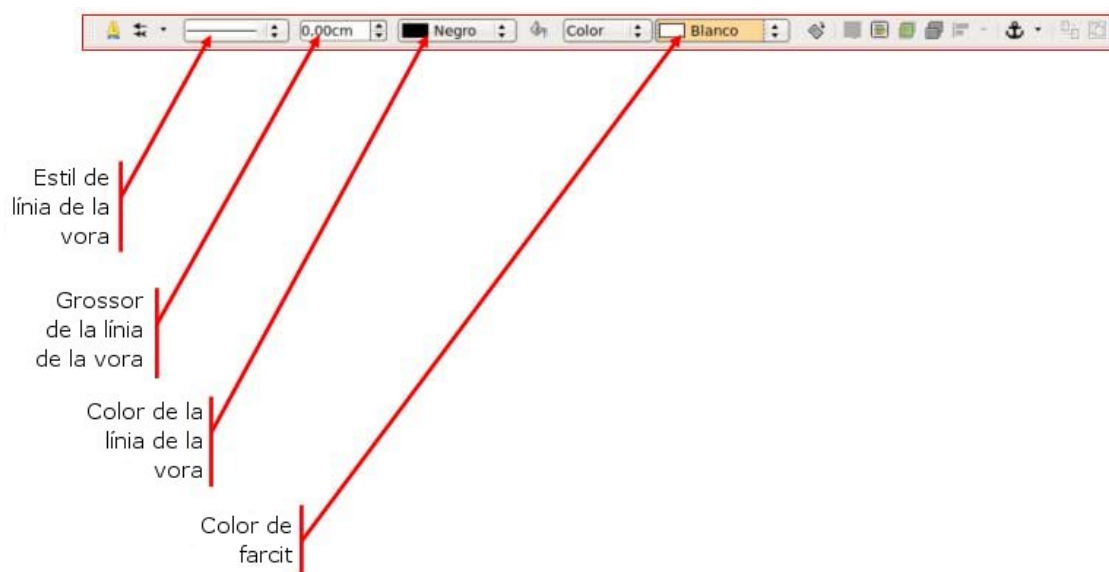 0,00cm Negro Color Blanco
Estil de
línia de la
vora
Grossor
de la línia
de la vora
Color de la
línia de la
vora
Color de
farcit